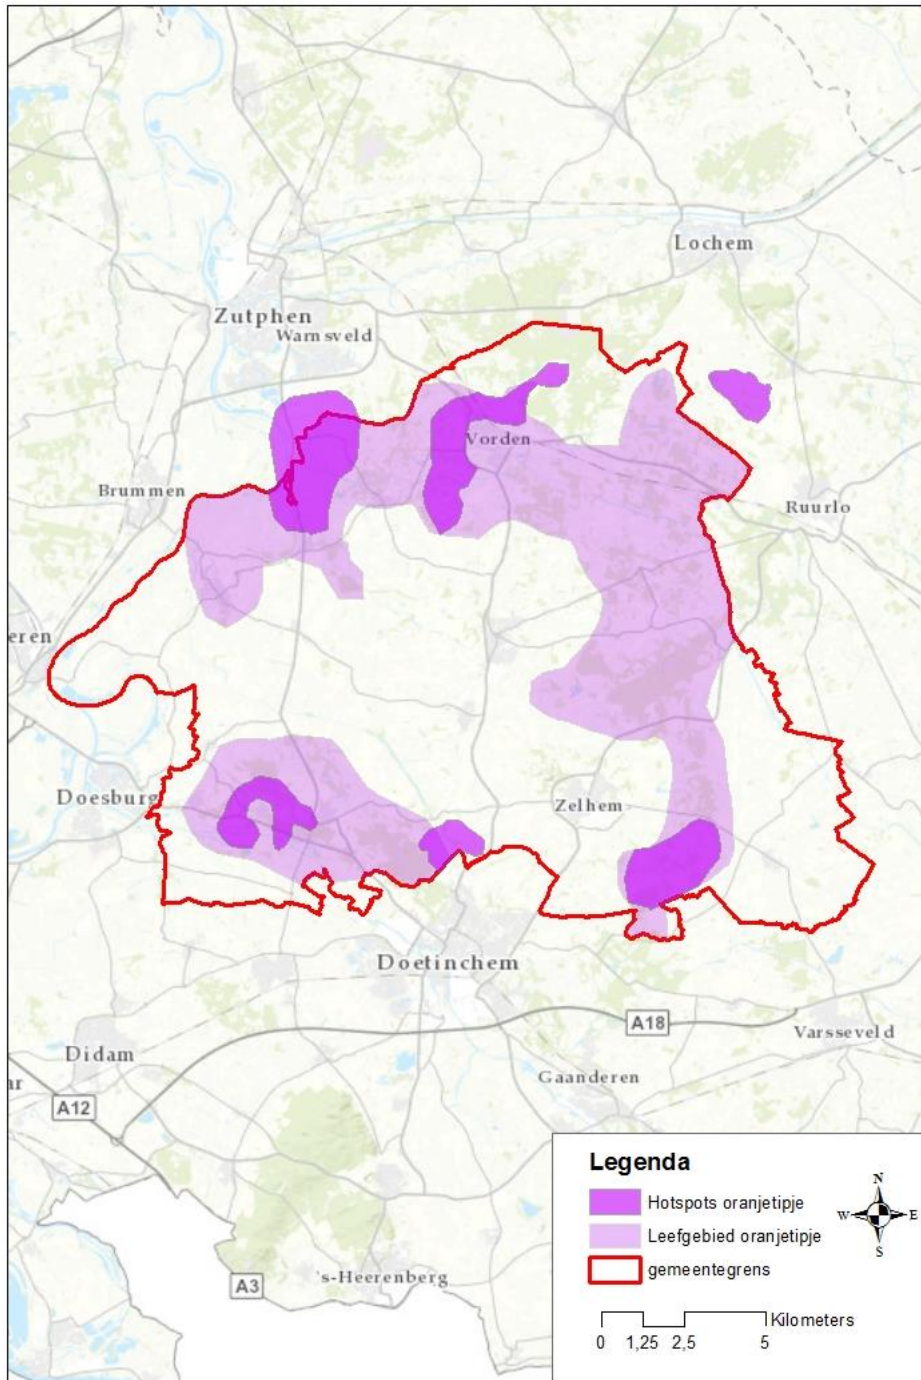 Lochem
Zutphen
Warnsveld
Vorden
Brummen
Ruurlo
eren
Doesburg
Zelhem
Doetinchem
A18
Varsseveld
Didam
Gaanderen
ar
A12
's-Heerenberg
A3
Legenda
Hotspots oranjetipje
Leefgebied oranjetipje
gemeentegrens
N
W E
S
Kilometers
0 1,25 2,5 5